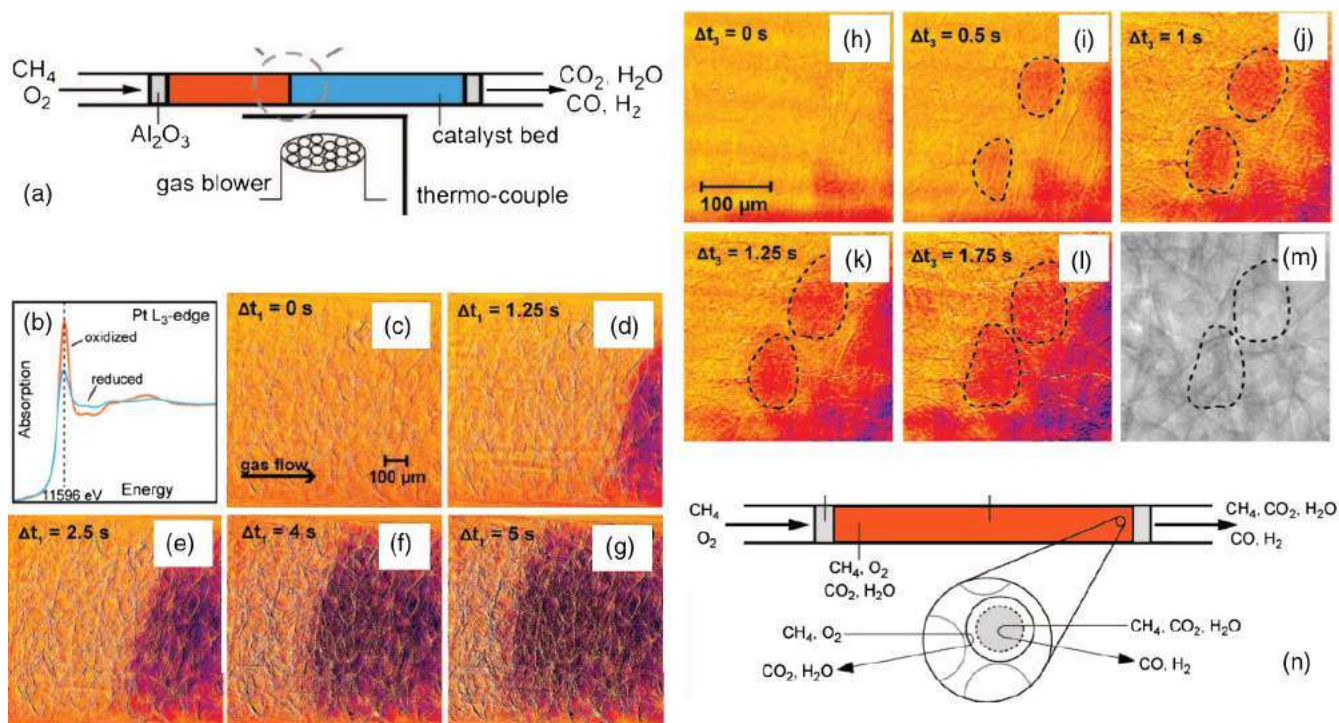 CH4
O2
Al2O3
gas blower
catalyst bed
thermo-couple
CO2, H2O
CO, H2
(a)
(b)
Pt L3-edge
oxidized
reduced
Absorption
11596 eV
Energy
Δt1 = 0 s
(c)
gas flow
100 µm
Δt1 = 1.25 s
(d)
Δt1 = 2.5 s
(e)
Δt1 = 4 s
(f)
Δt1 = 5 s
(g)
Δt3 = 0 s
(h)
100 µm
Δt3 = 0.5 s
(i)
Δt3 = 1 s
(j)
Δt3 = 1.25 s
(k)
Δt3 = 1.75 s
(l)
(m)
CH4
O2
CH4, CO2, H2O
CO, H2
CH4, O2
CO2, H2O
CH4, O2
CO2, H2O
CH4, CO2, H2O
CO, H2
(n)